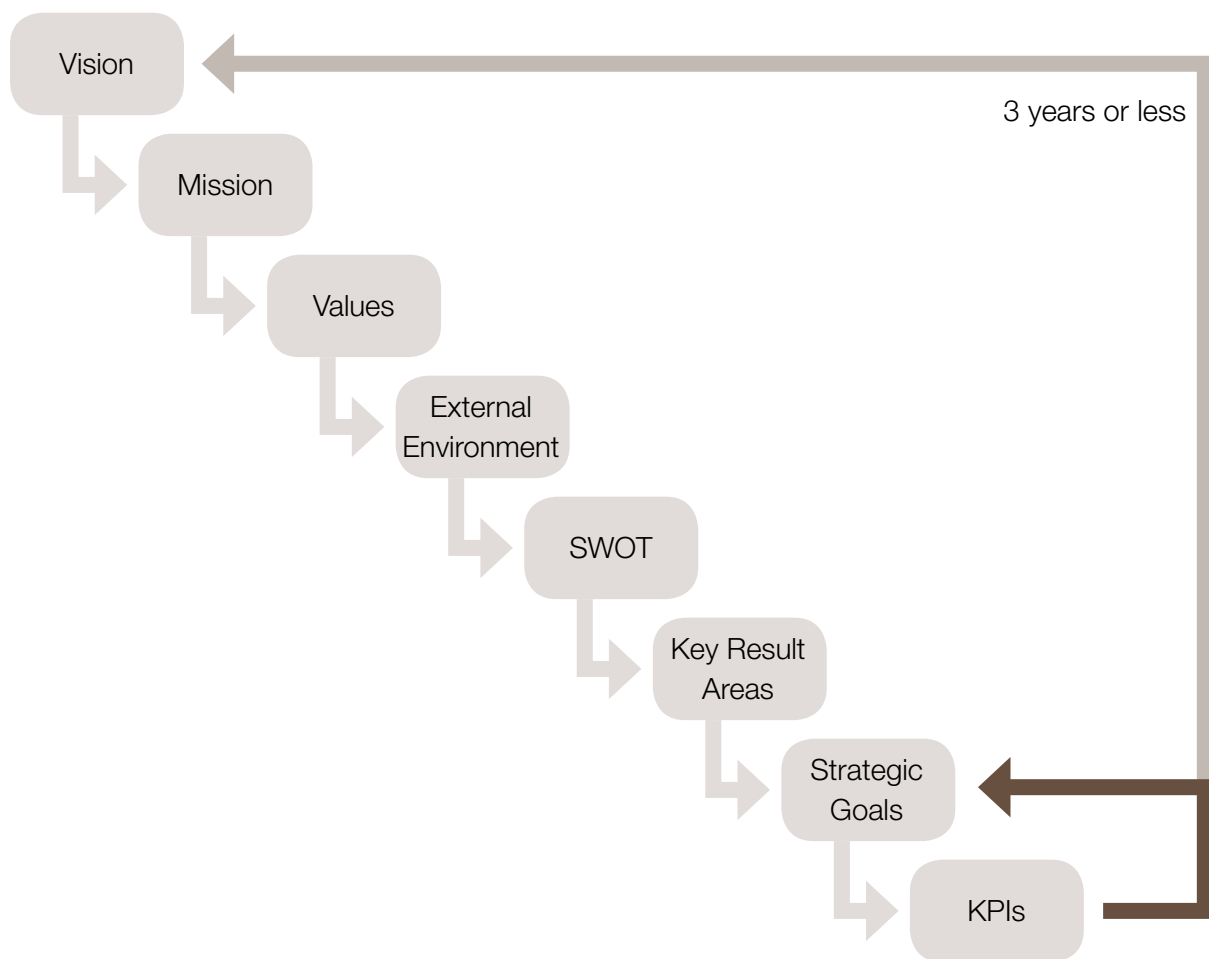 Vision
3 years or less
Mission
Values
External
Environment
SWOT
Key Result
Areas
Strategic
Goals
KPIs